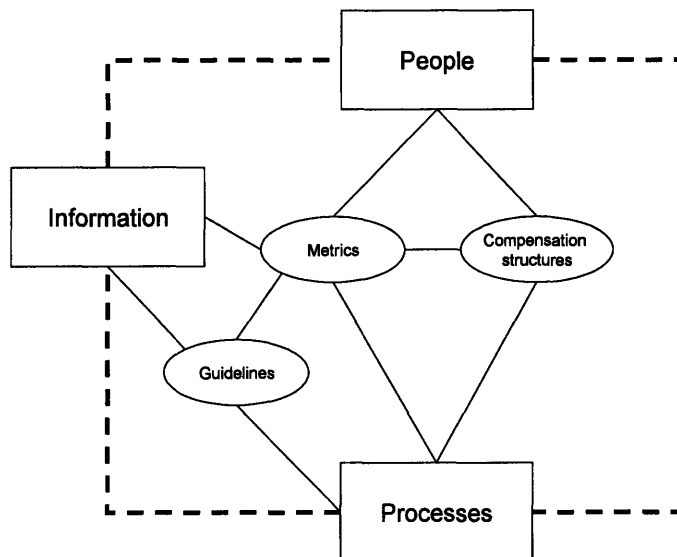 People
Information
Metrics
Compensation
structures
Guidelines
Processes